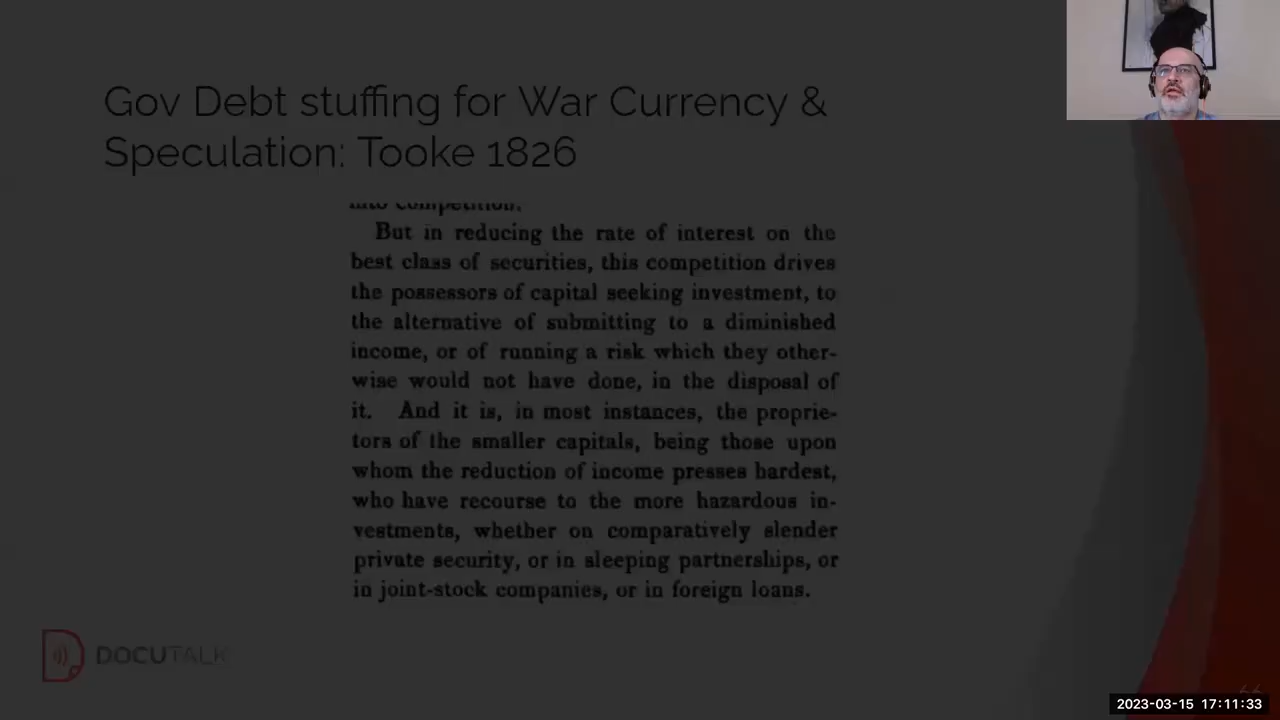 Gov Debt stuffing for War Currency &
Speculation: Tooke 1826
into competition.
But in reducing the rate of interest on the
best class of securities, this competition drives
the possessors of capital seeking investment, to
the alternative of submitting to a diminished
income, or of running a risk which they other-
wise would not have done, in the disposal of
it. And it is, in most instances, the proprie-
tors of the smaller capitals, being those upon
whom the reduction of income presses hardest,
who have recourse to the more hazardous in-
vestments, whether on comparatively slender
private security, or in sleeping partnerships, or
in joint-stock companies, or in foreign loans.
DOCUTALK
2023-03-15 17:11:33